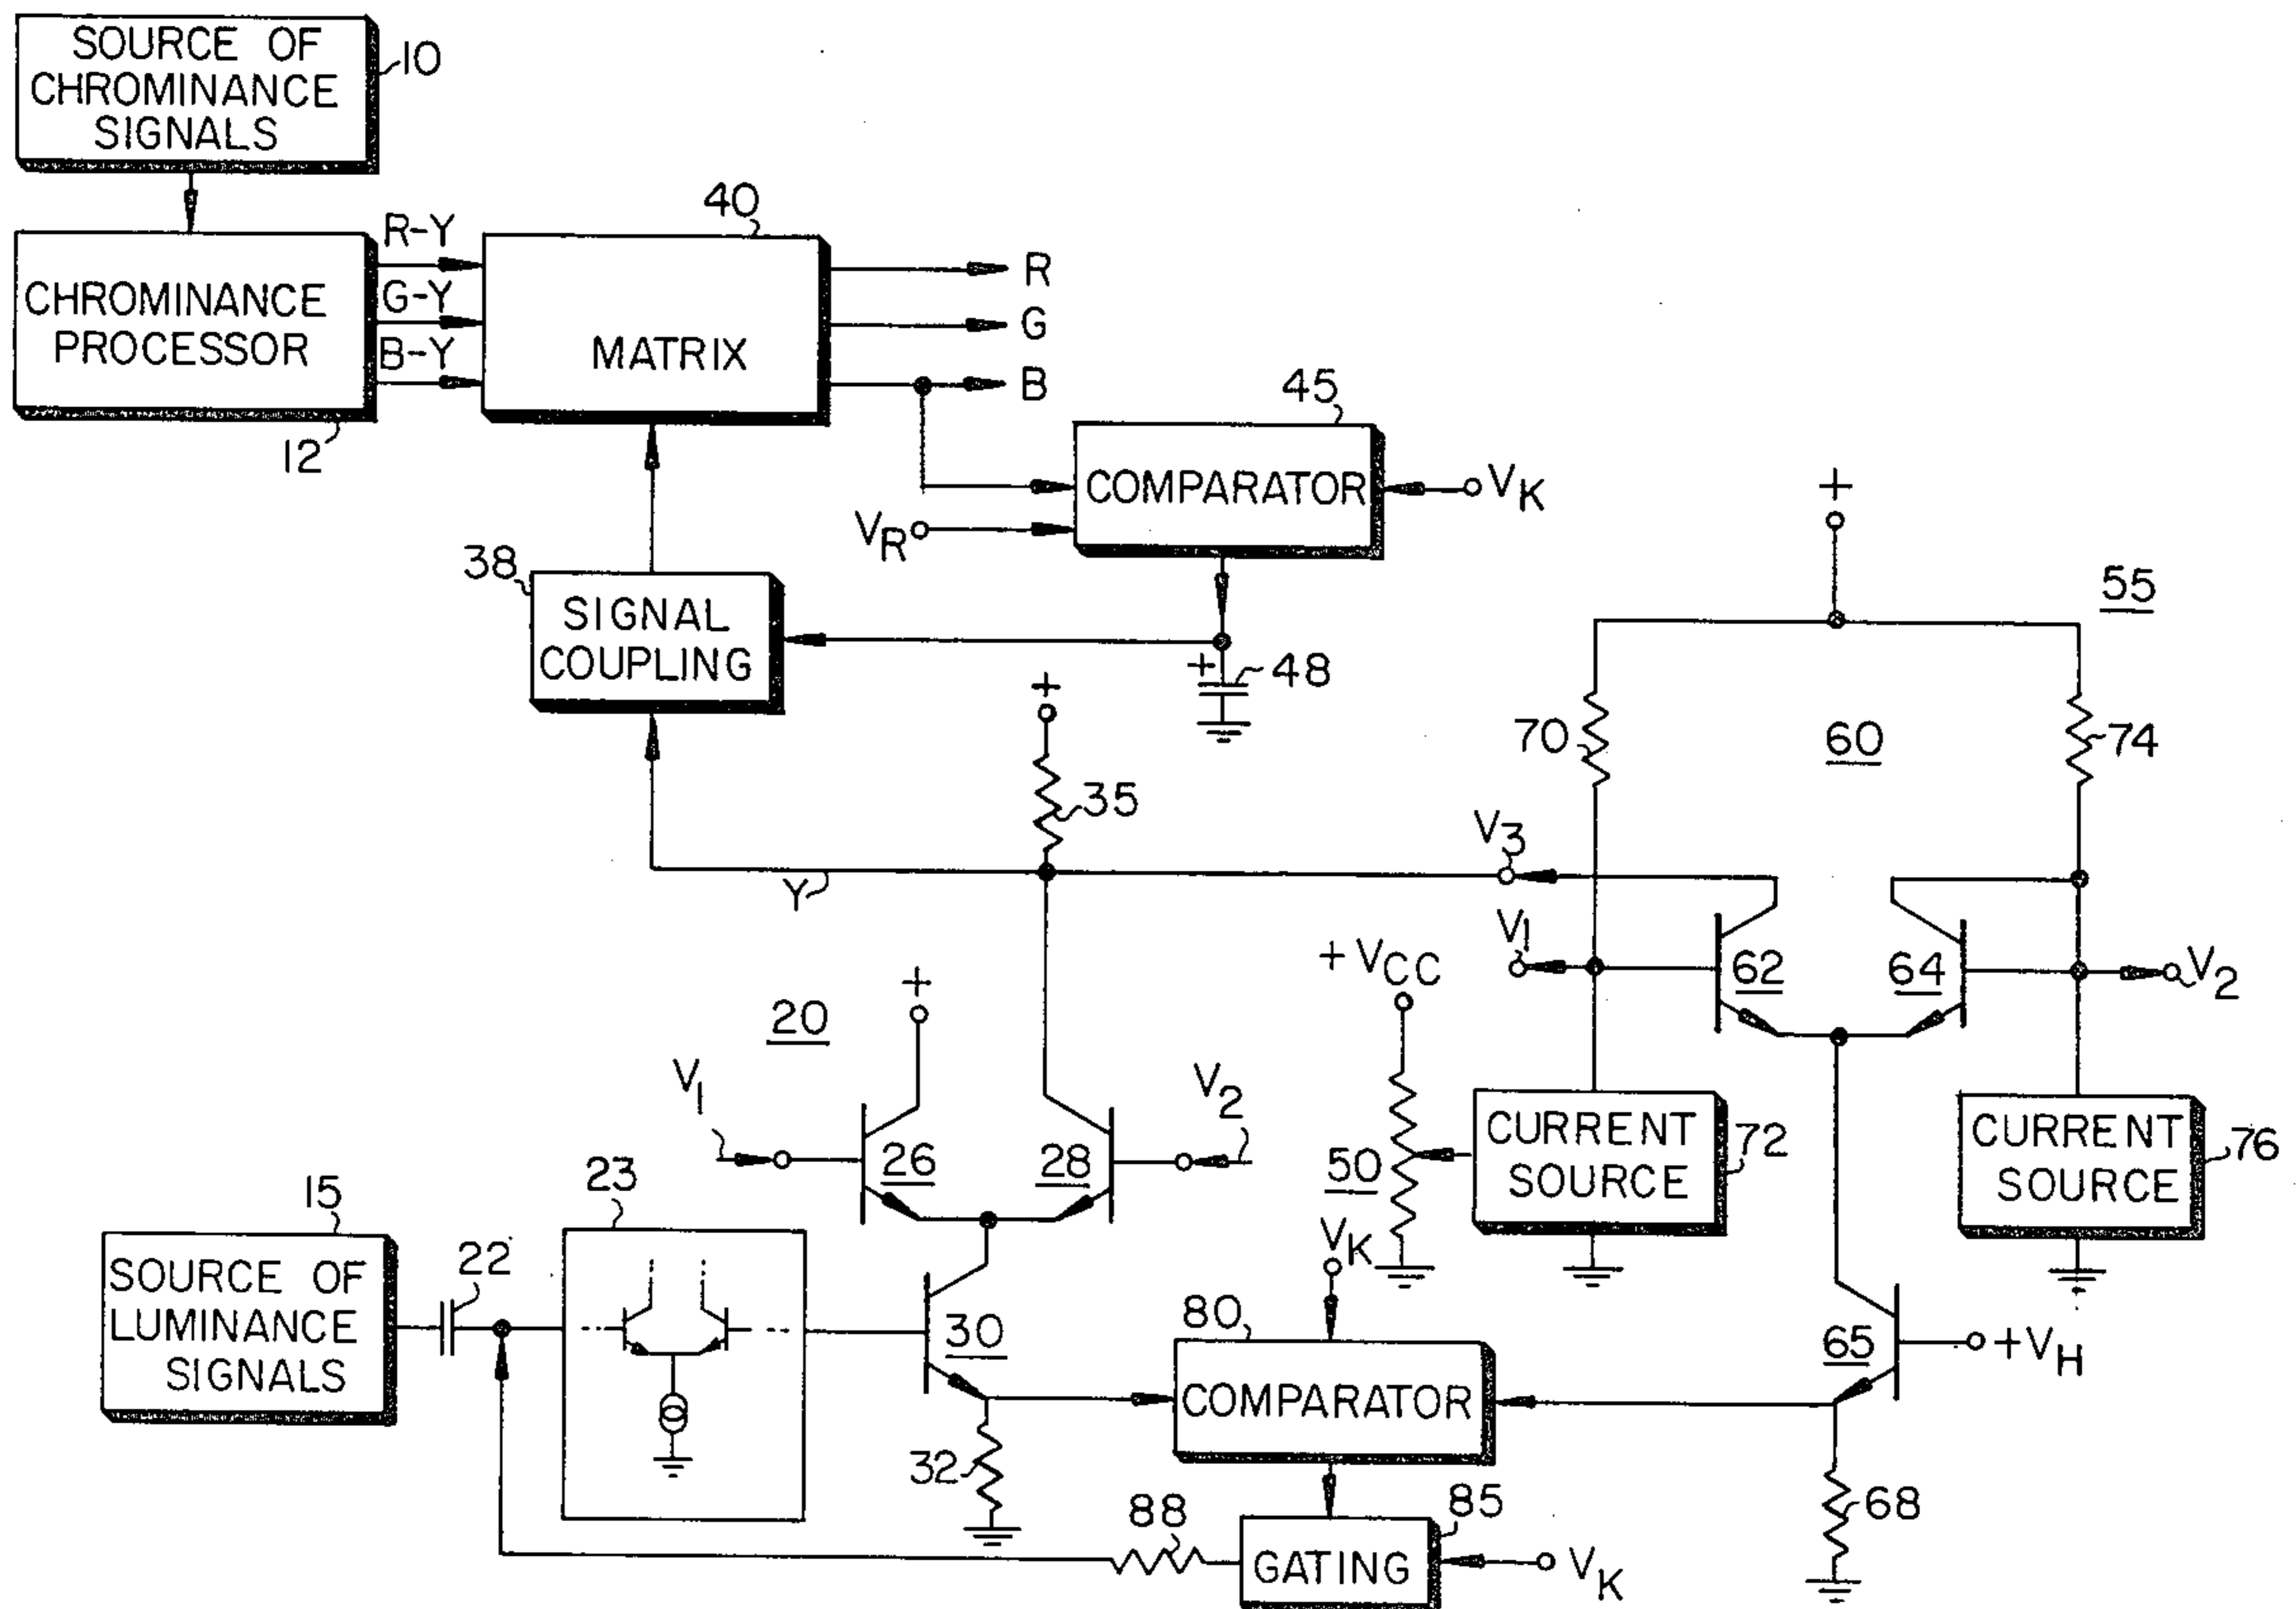 SOURCE OF
CHROMINANCE
SIGNALS
10
CHROMINANCE
PROCESSOR
12
R-Y
G-Y
B-Y
40
MATRIX
R
G
B
45
COMPARATOR
VK
VR
38
SIGNAL
COUPLING
+
48
+
35
Y
+
55
70
60
74
V3
V1
62
64
V2
+VCC
50
CURRENT
SOURCE
72
CURRENT
SOURCE
76
20
+
V1
26
28
V2
15
SOURCE OF
LUMINANCE
SIGNALS
22
23
30
32
VK
80
COMPARATOR
65
+VH
68
88
85
GATING
VK